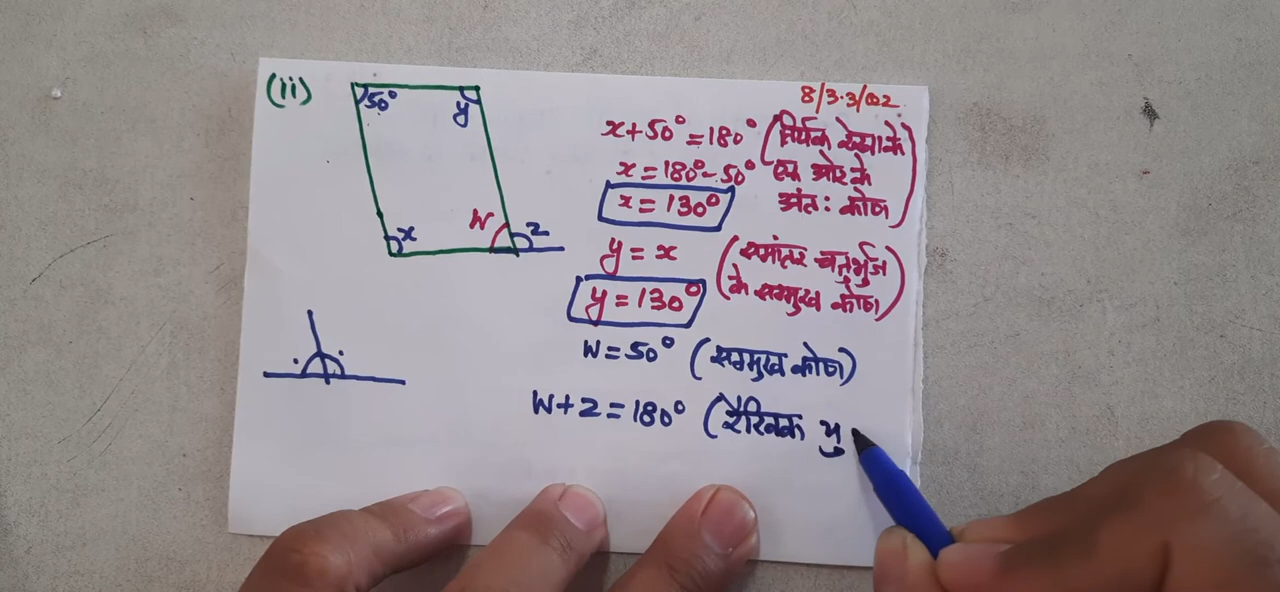 (ii)
8/3.3/Q2
50°
y
x
W
z
x+50°=180° (तिर्यक रेखा के
x=180°-50° एक ओर के
x=130° अंतः कोण)
y=x (समांतर चतुर्भुज
y=130° के सम्मुख कोण)
W=50° (सम्मुख कोण)
W+z=180° (रैखिक यु